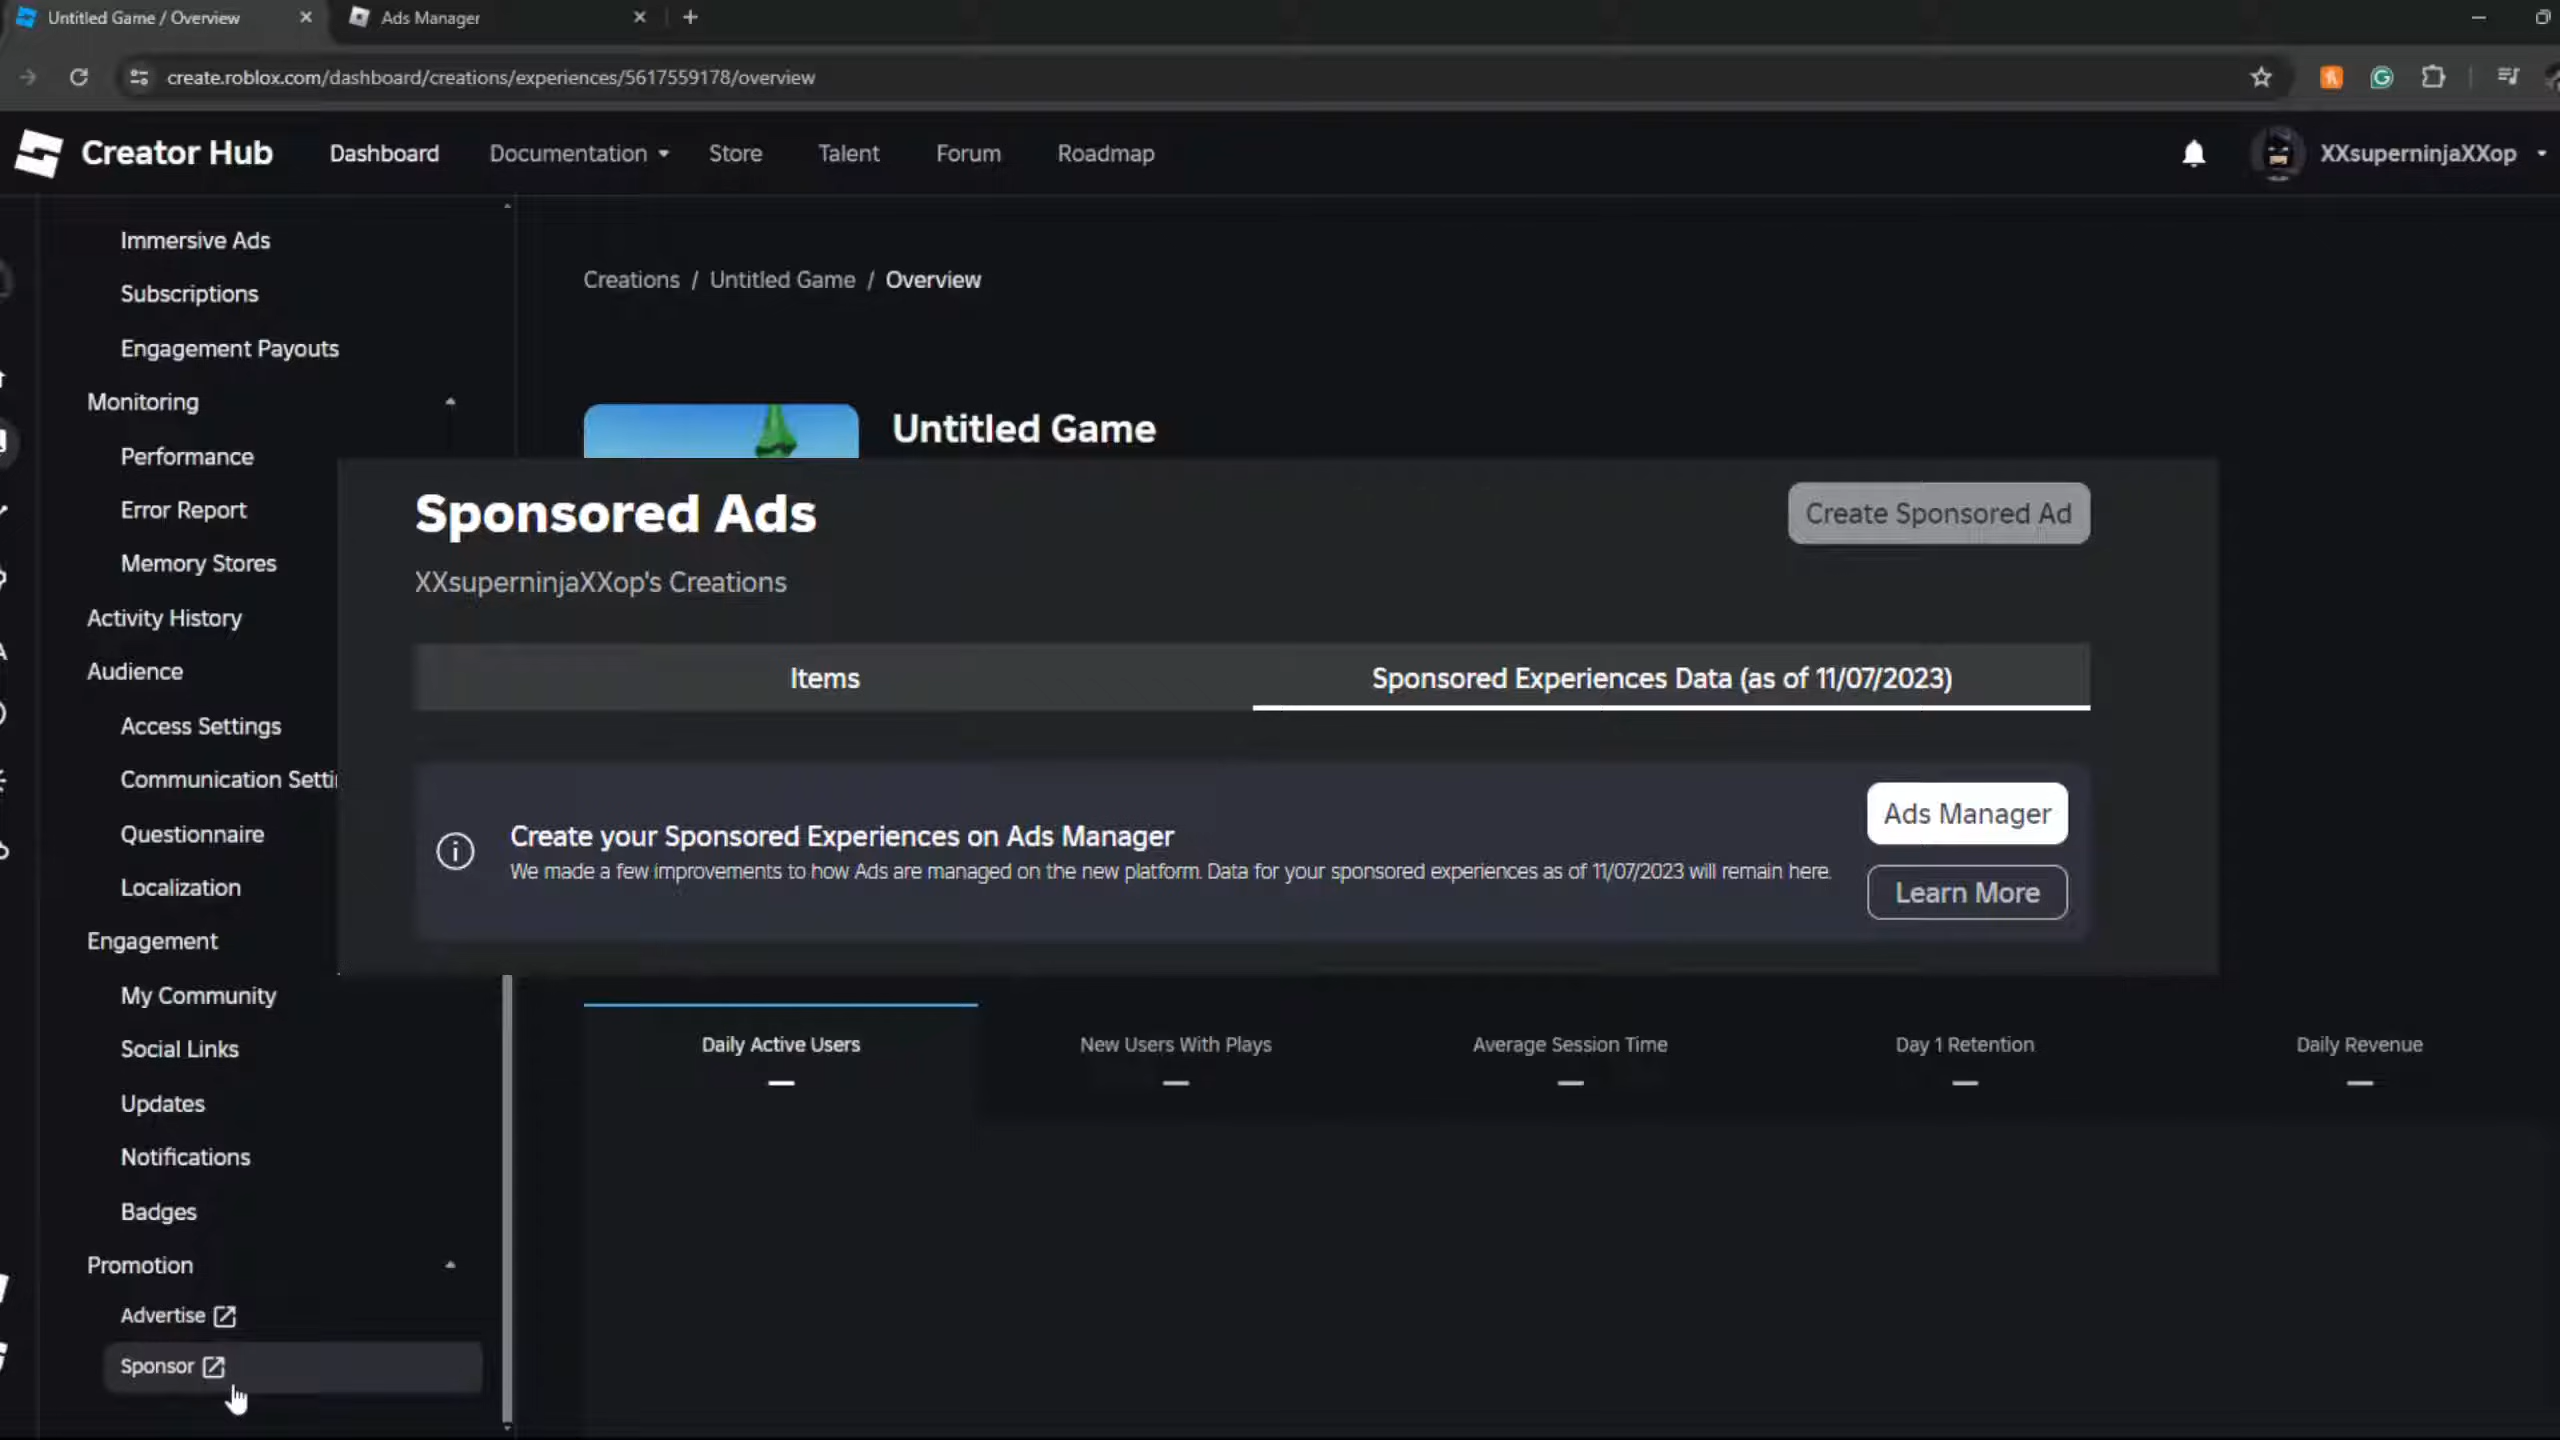 Untitled Game / Overview
Ads Manager
create.roblox.com/dashboard/creations/experiences/5617559178/overview
Creator Hub
Dashboard
Documentation
Store
Talent
Forum
Roadmap
XXsuperninjaXXop
Immersive Ads
Subscriptions
Engagement Payouts
Monitoring
Performance
Error Report
Memory Stores
Activity History
Audience
Access Settings
Communication Setti
Questionnaire
Localization
Engagement
My Community
Social Links
Updates
Notifications
Badges
Promotion
Advertise
Sponsor
Creations / Untitled Game / Overview
Untitled Game
Sponsored Ads
Create Sponsored Ad
XXsuperninjaXXop's Creations
Items
Sponsored Experiences Data (as of 11/07/2023)
Create your Sponsored Experiences on Ads Manager
We made a few improvements to how Ads are managed on the new platform. Data for your sponsored experiences as of 11/07/2023 will remain here.
Ads Manager
Learn More
Daily Active Users
—
New Users With Plays
—
Average Session Time
—
Day 1 Retention
—
Daily Revenue
—